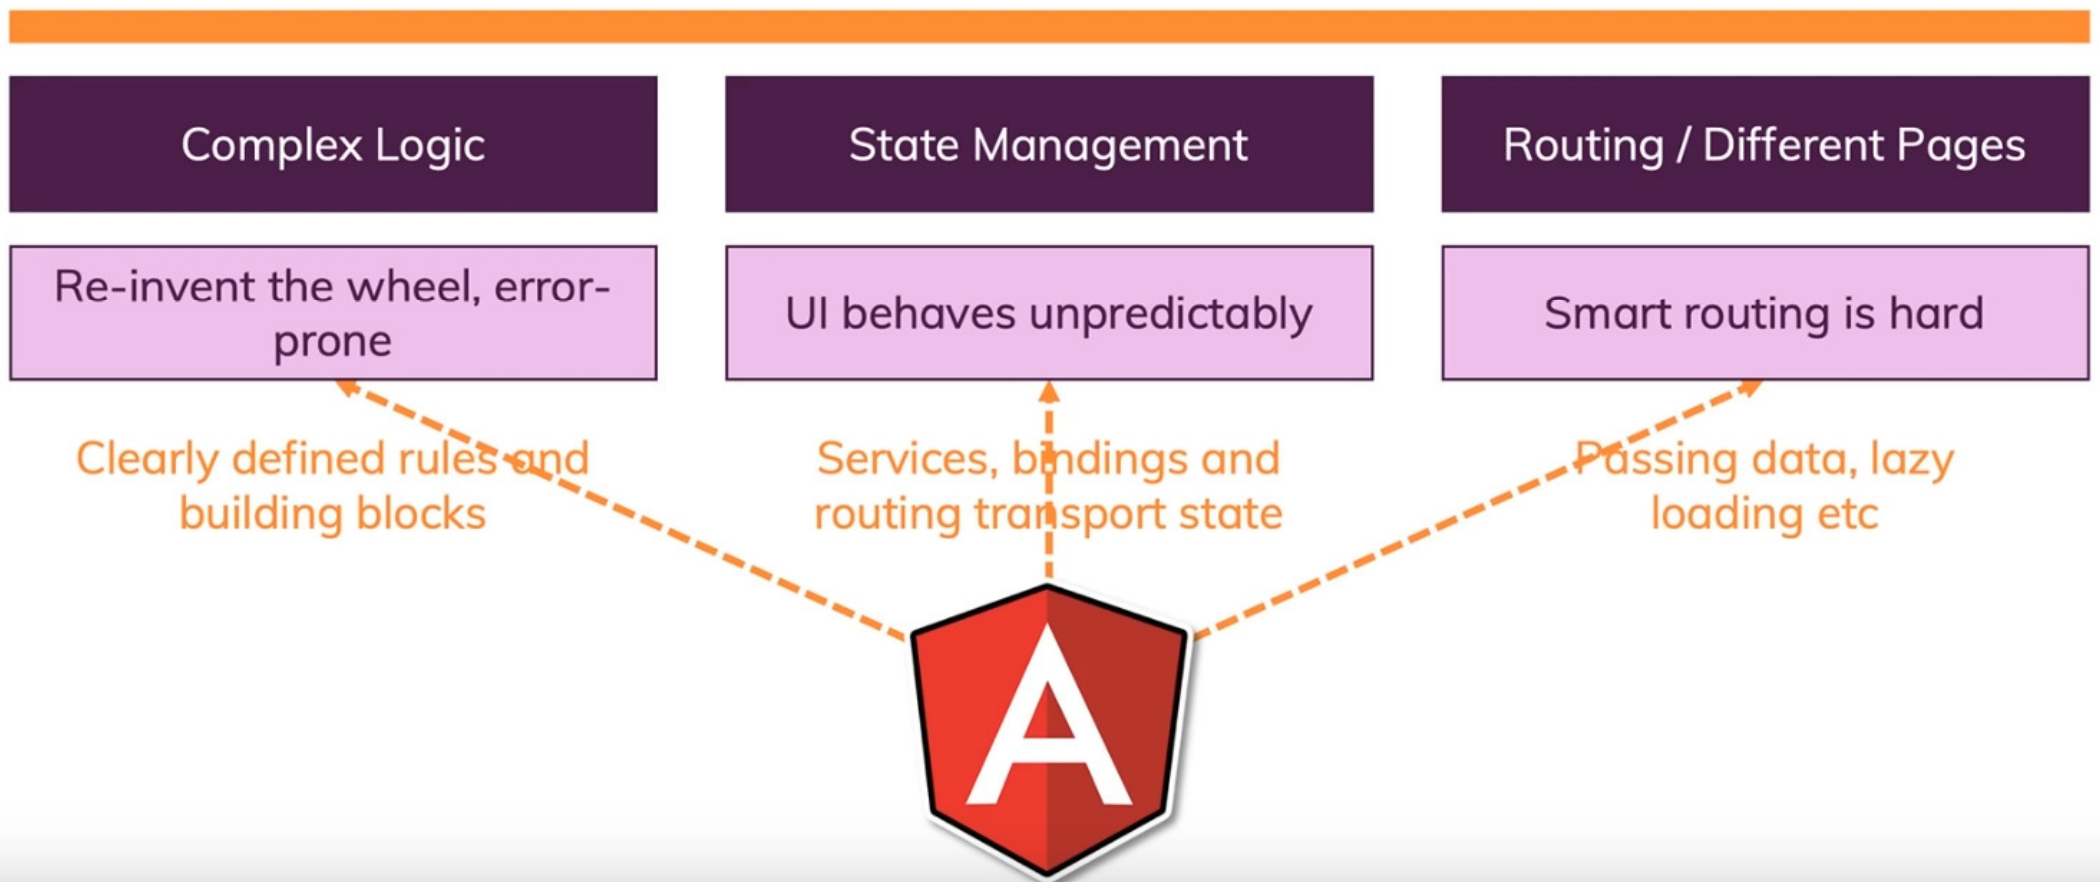 Complex Logic
State Management
Routing / Different Pages
Re-invent the wheel, error-
prone
UI behaves unpredictably
Smart routing is hard
Clearly defined rules and
building blocks
Services, bindings and
routing transport state
Passing data, lazy
loading etc
A